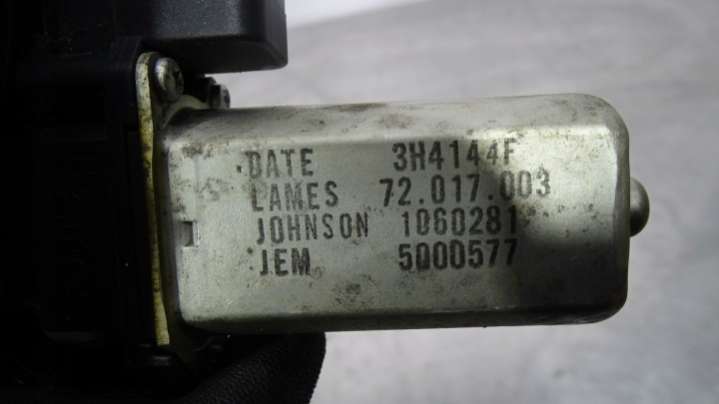 DATE 3H4144F
LAMES 72.017.003
JOHNSON 1060281
JEM 5000577